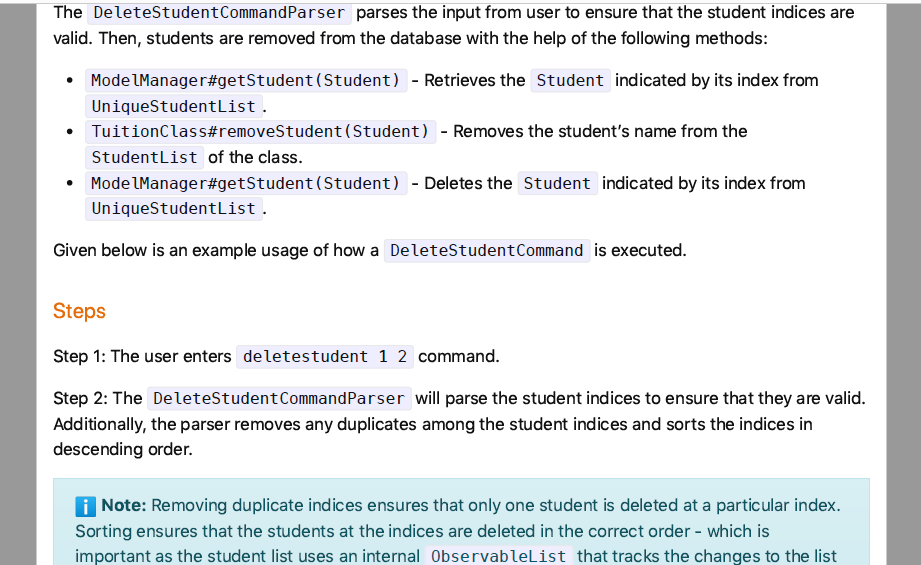 The DeleteStudentCommandParser parses the input from user to ensure that the student indices are
valid. Then, students are removed from the database with the help of the following methods:
• ModelManager#getStudent(Student) - Retrieves the Student indicated by its index from
UniqueStudentList.
• TuitionClass#removeStudent(Student) - Removes the student’s name from the
StudentList of the class.
• ModelManager#getStudent(Student) - Deletes the Student indicated by its index from
UniqueStudentList.
Given below is an example usage of how a DeleteStudentCommand is executed.
Steps
Step 1: The user enters deletestudent 1 2 command.
Step 2: The DeleteStudentCommandParser will parse the student indices to ensure that they are valid.
Additionally, the parser removes any duplicates among the student indices and sorts the indices in
descending order.
ℹ️ Note: Removing duplicate indices ensures that only one student is deleted at a particular index.
Sorting ensures that the students at the indices are deleted in the correct order - which is
important as the student list uses an internal ObservableList that tracks the changes to the list